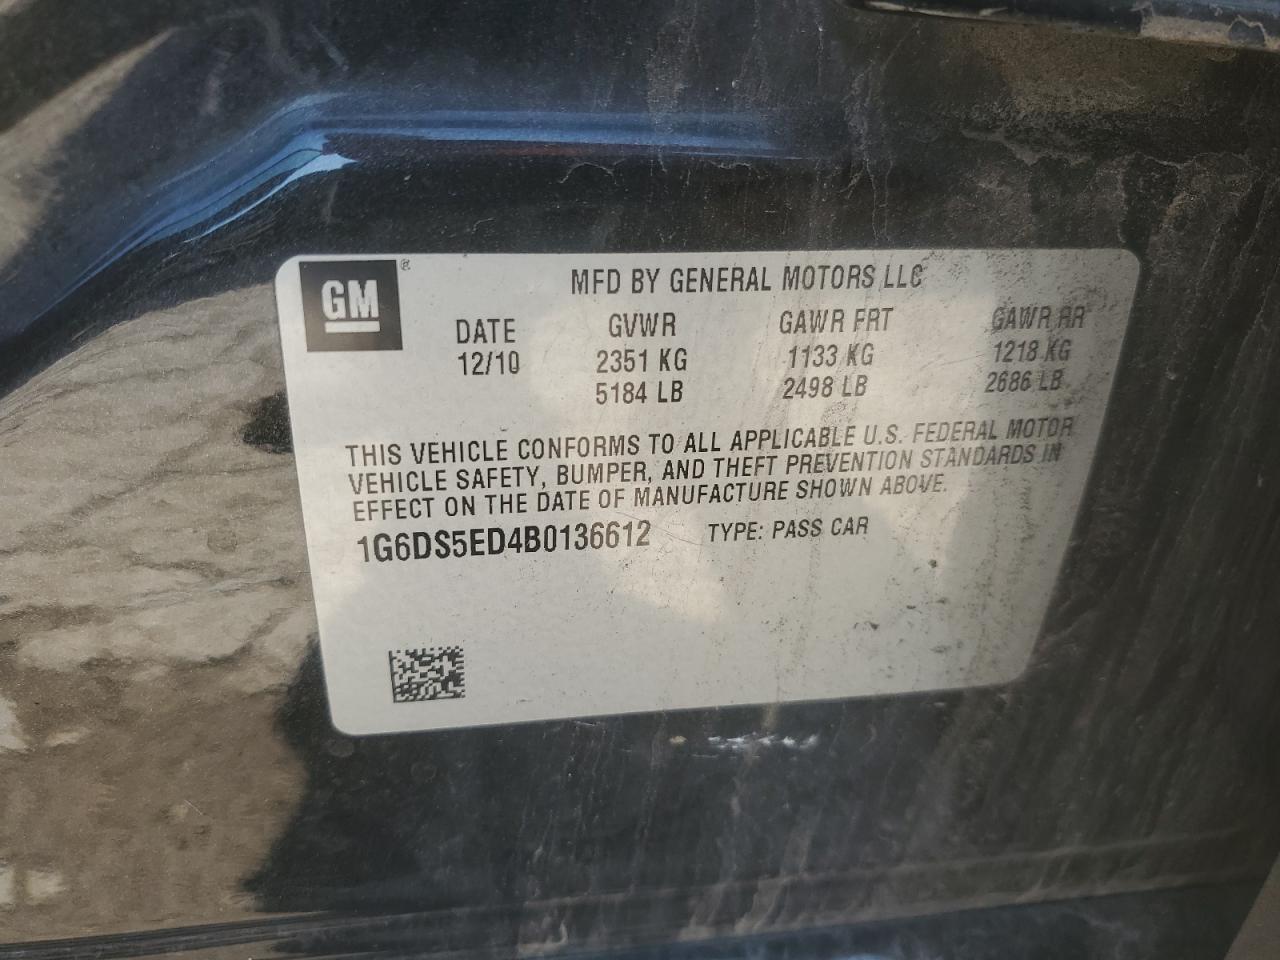 GM®
MFD BY GENERAL MOTORS LLC
DATE GVWR GAWR FRT GAWR RR
12/10 2351 KG 1133 KG 1218 KG
5184 LB 2498 LB 2686 LB
THIS VEHICLE CONFORMS TO ALL APPLICABLE U.S. FEDERAL MOTOR
VEHICLE SAFETY, BUMPER, AND THEFT PREVENTION STANDARDS IN
EFFECT ON THE DATE OF MANUFACTURE SHOWN ABOVE.
1G6DS5ED4B0136612 TYPE: PASS CAR